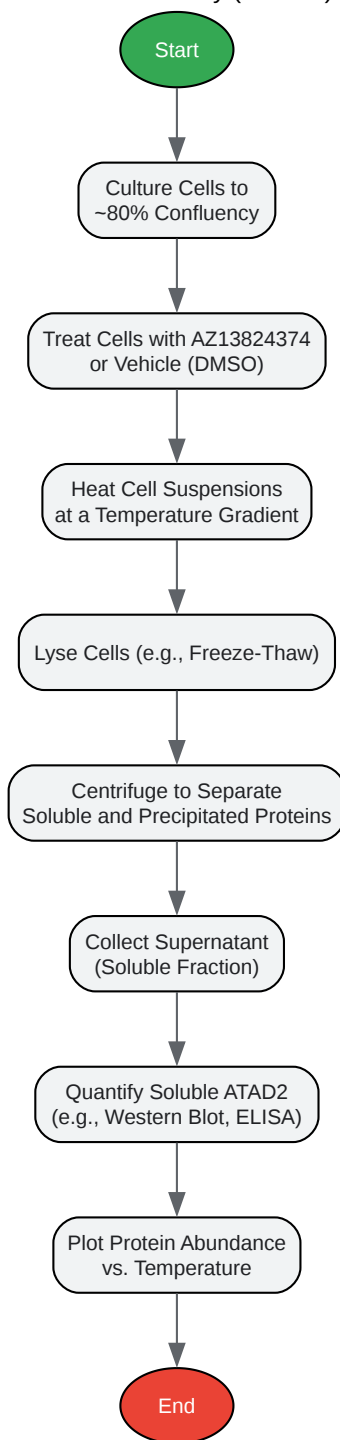 Start
Culture Cells to
~80% Confluency
Treat Cells with AZ13824374
or Vehicle (DMSO)
Heat Cell Suspensions
at a Temperature Gradient
Lyse Cells (e.g., Freeze-Thaw)
Centrifuge to Separate
Soluble and Precipitated Proteins
Collect Supernatant
(Soluble Fraction)
Quantify Soluble ATAD2
(e.g., Western Blot, ELISA)
Plot Protein Abundance
vs. Temperature
End